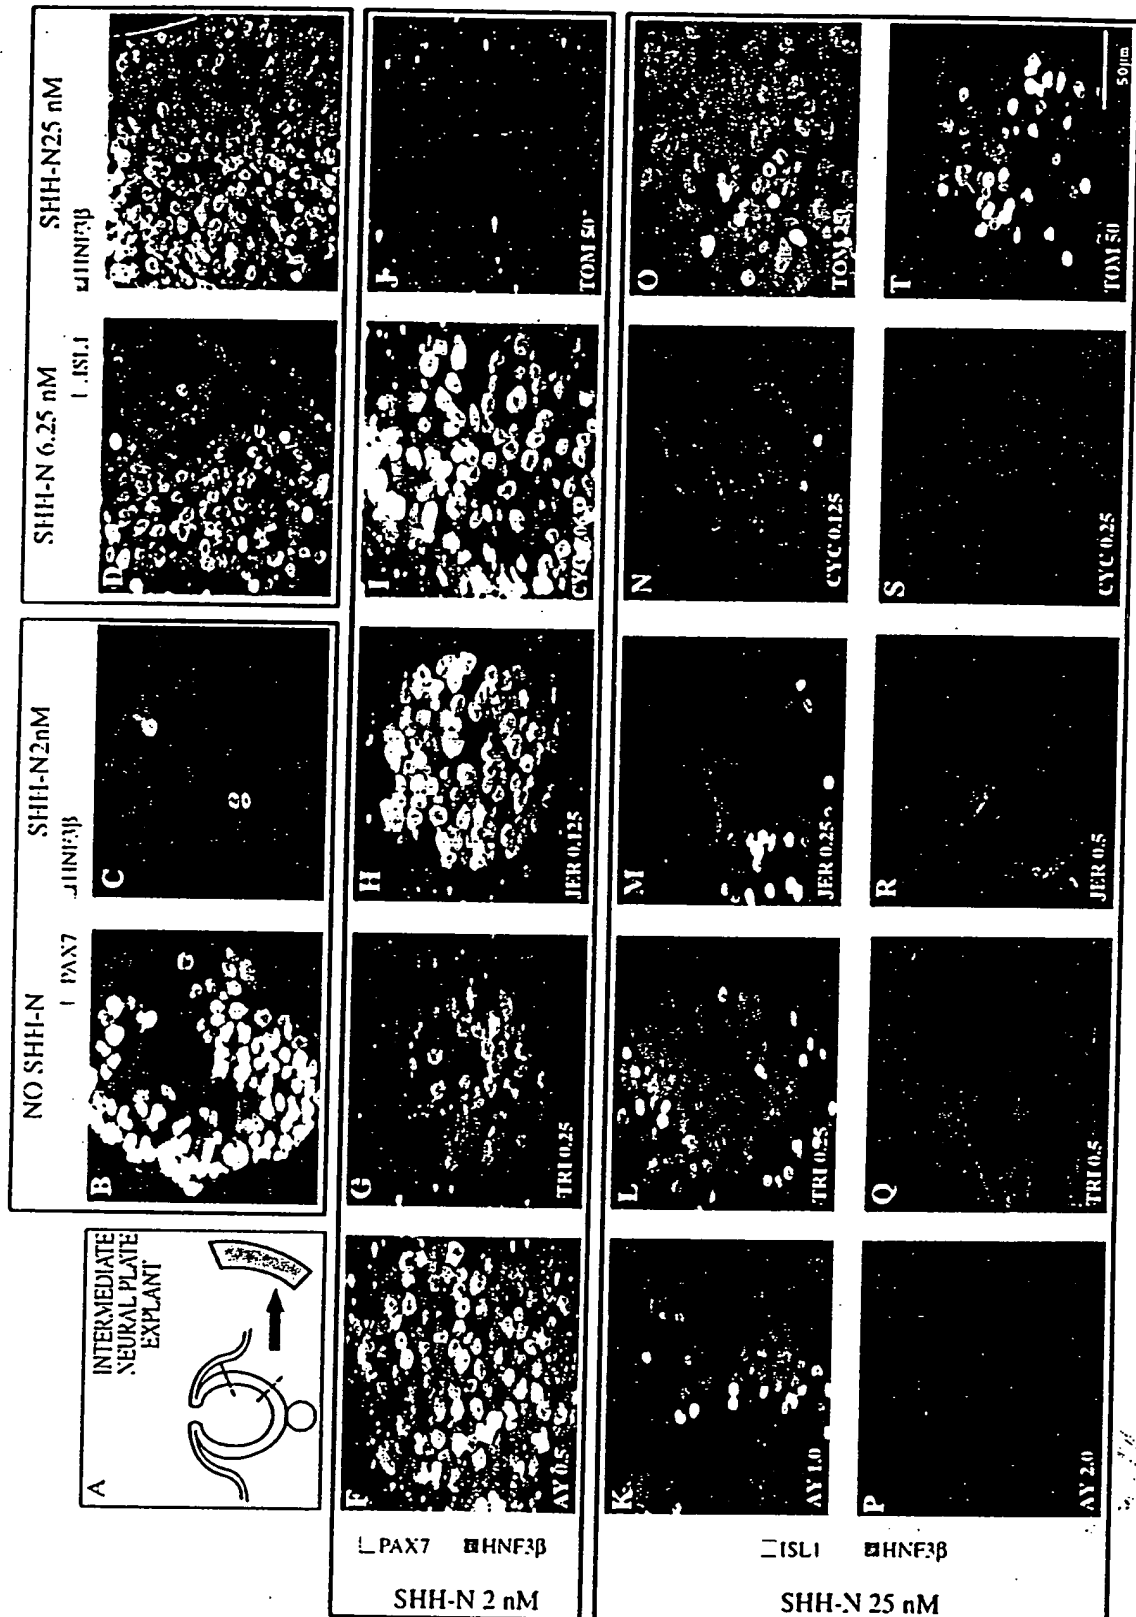 A
INTERMEDIATE
NEURAL PLATE
EXPLANT
NO SHH-N
SHH-N2nM
PAX7
HNF3β
B
C
SHH-N 6.25 nM
SHH-N25 nM
ISL1
HNF3β
D
SHH-N 2 nM
PAX7
HNF3β
F
AY 0.5
G
TRI 0.25
H
JER 0.125
I
J
TOM 50
SHH-N 25 nM
ISL1
HNF3β
K
AY 1.0
L
TRI 0.25
M
JER 0.25
N
CYC 0.125
O
P
AY 2.0
Q
TRI 0.5
R
JER 0.5
S
CYC 0.25
T
TOM 50
50µm